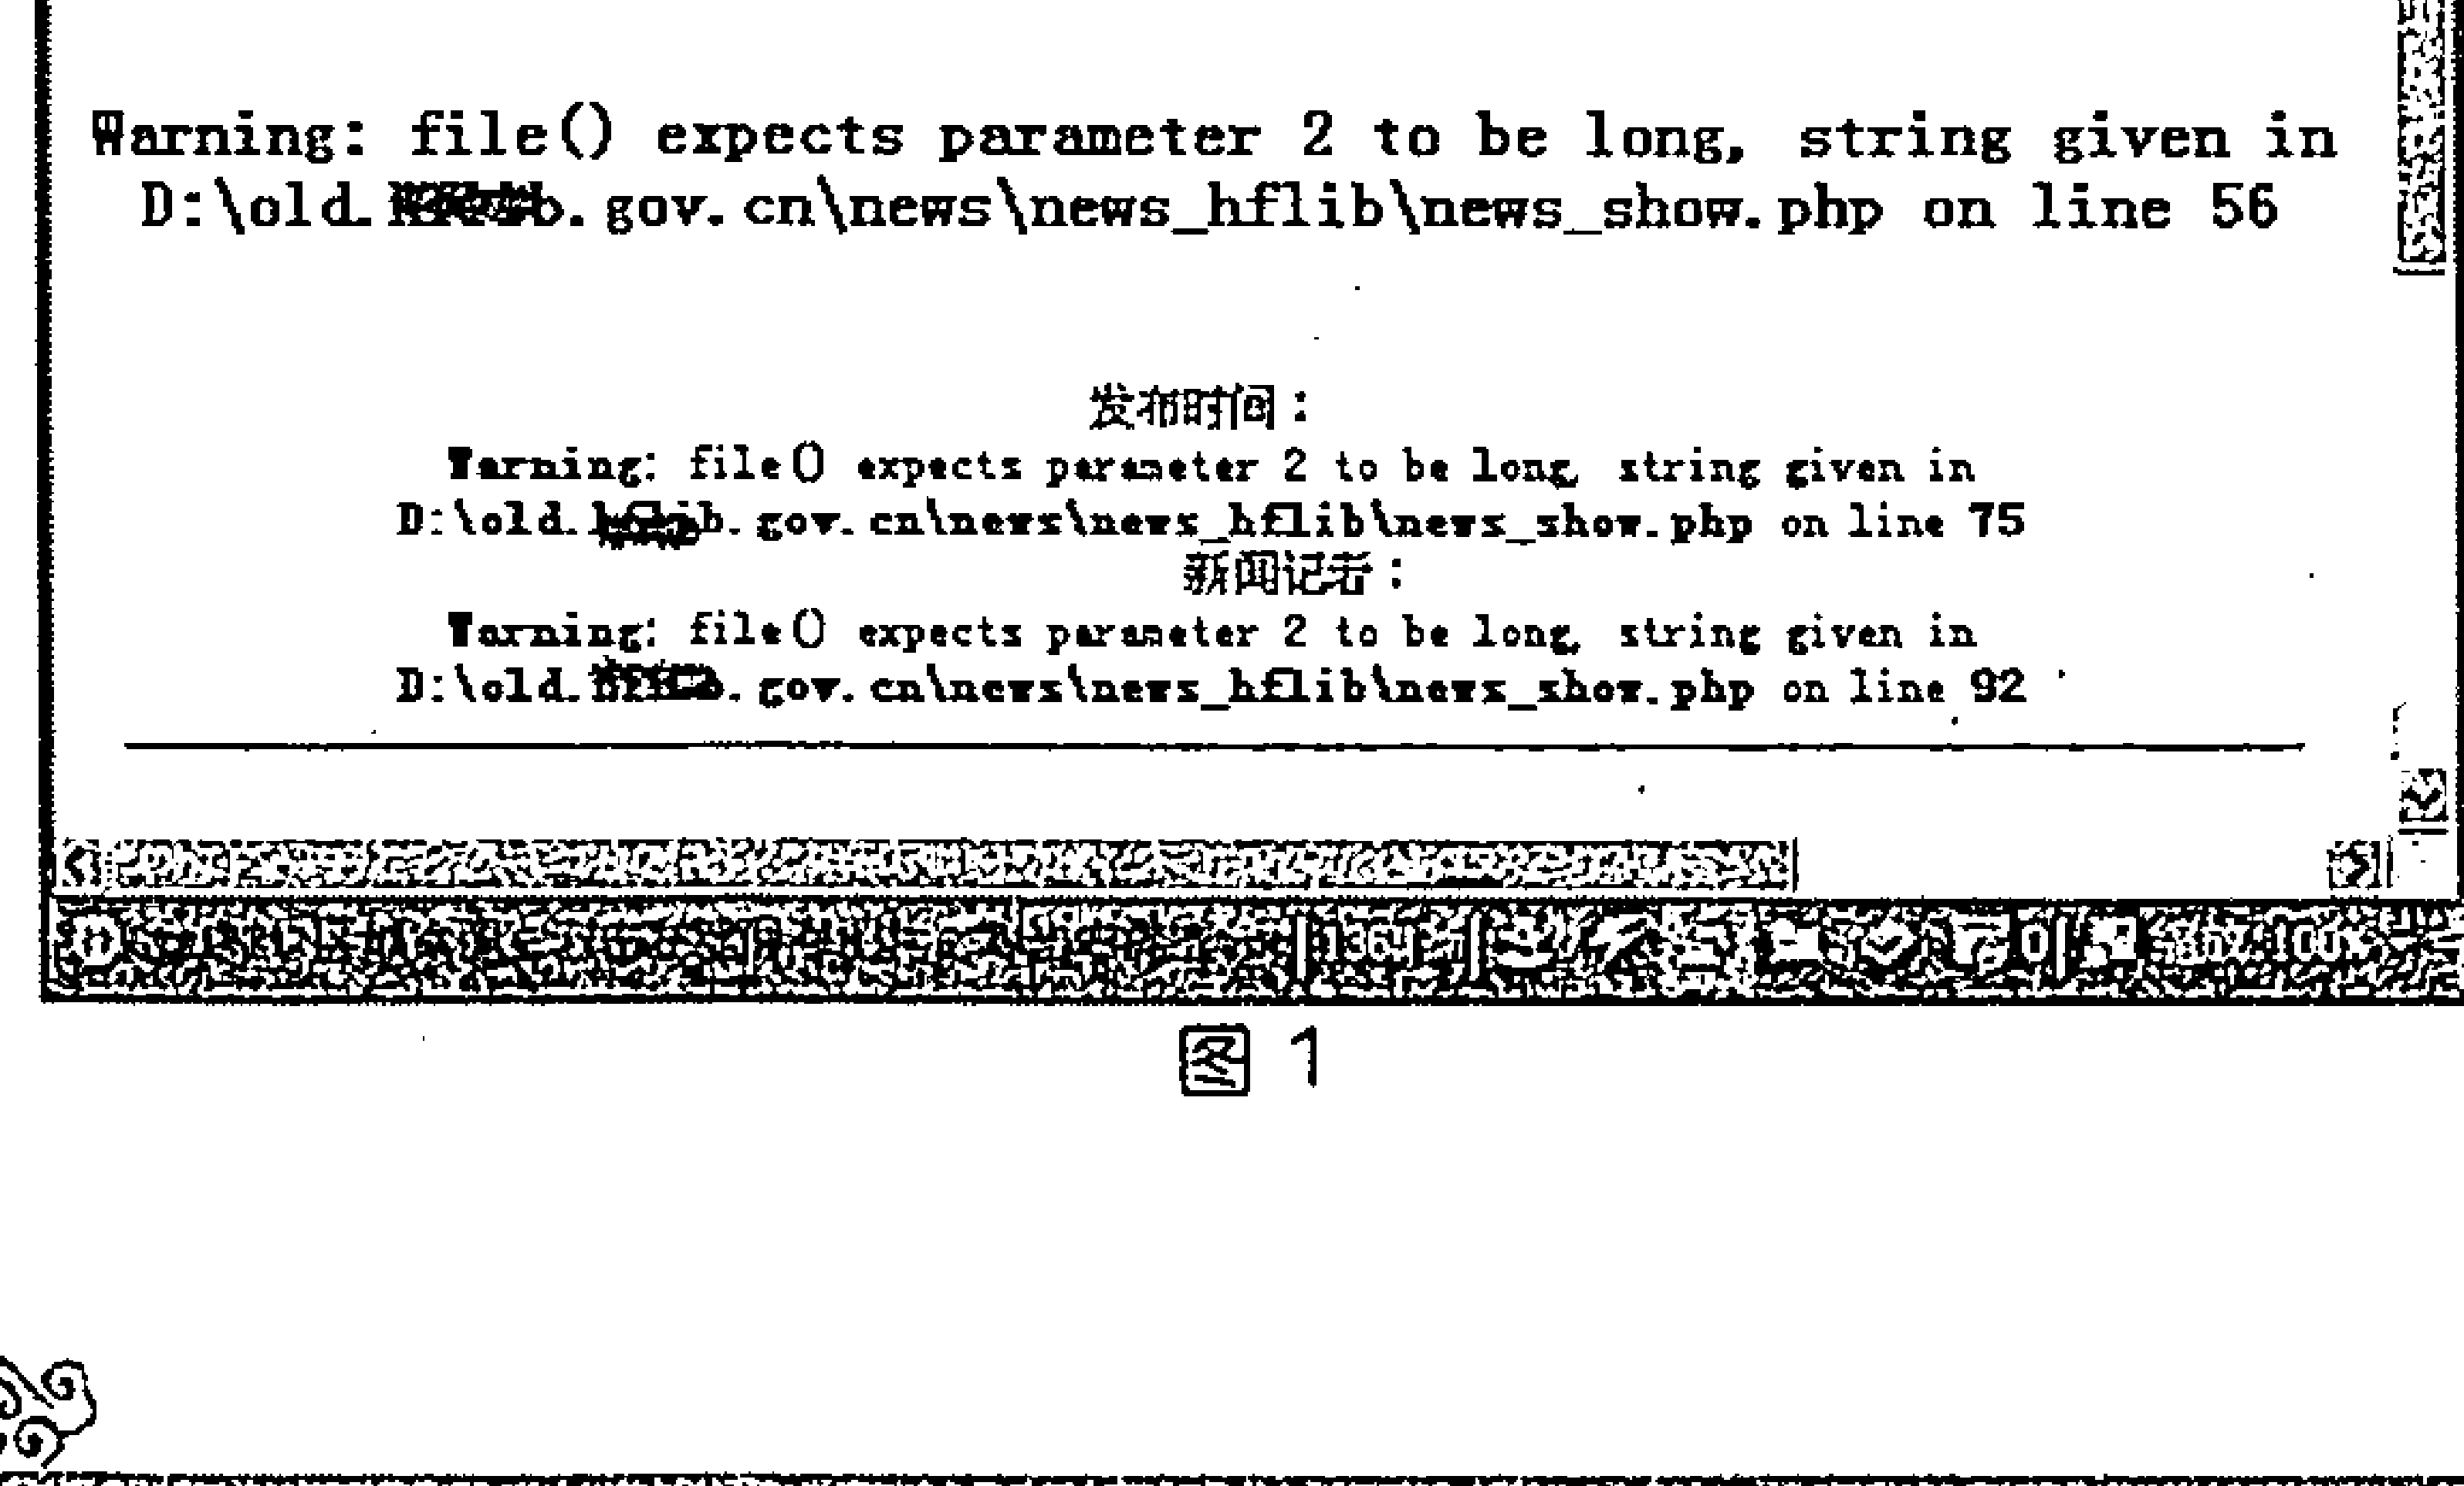 Warning: file() expects parameter 2 to be long, string given in
D:\old. b.gov.cn\news\news_hflib\news_show.php on line 56
发布时间：
Warning: file() expects parameter 2 to be long, string given in
D:\old. b.gov.cn\news\news_hflib\news_show.php on line 75
新闻记者：
Warning: file() expects parameter 2 to be long, string given in
D:\old. b.gov.cn\news\news_hflib\news_show.php on line 92
图 1